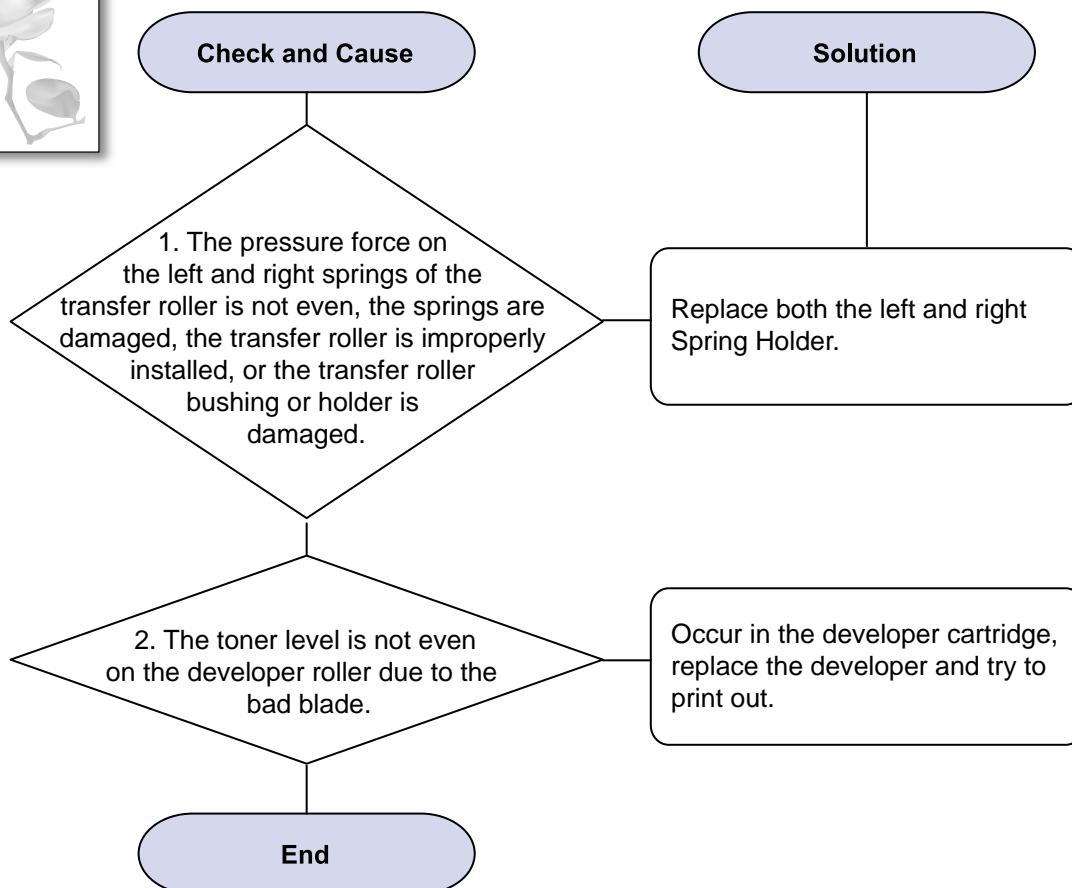 Check and Cause
Solution
1. The pressure force on
the left and right springs of the
transfer roller is not even, the springs are
damaged, the transfer roller is improperly
installed, or the transfer roller
bushing or holder is
damaged.
Replace both the left and right
Spring Holder.
2. The toner level is not even
on the developer roller due to the
bad blade.
Occur in the developer cartridge,
replace the developer and try to
print out.
End